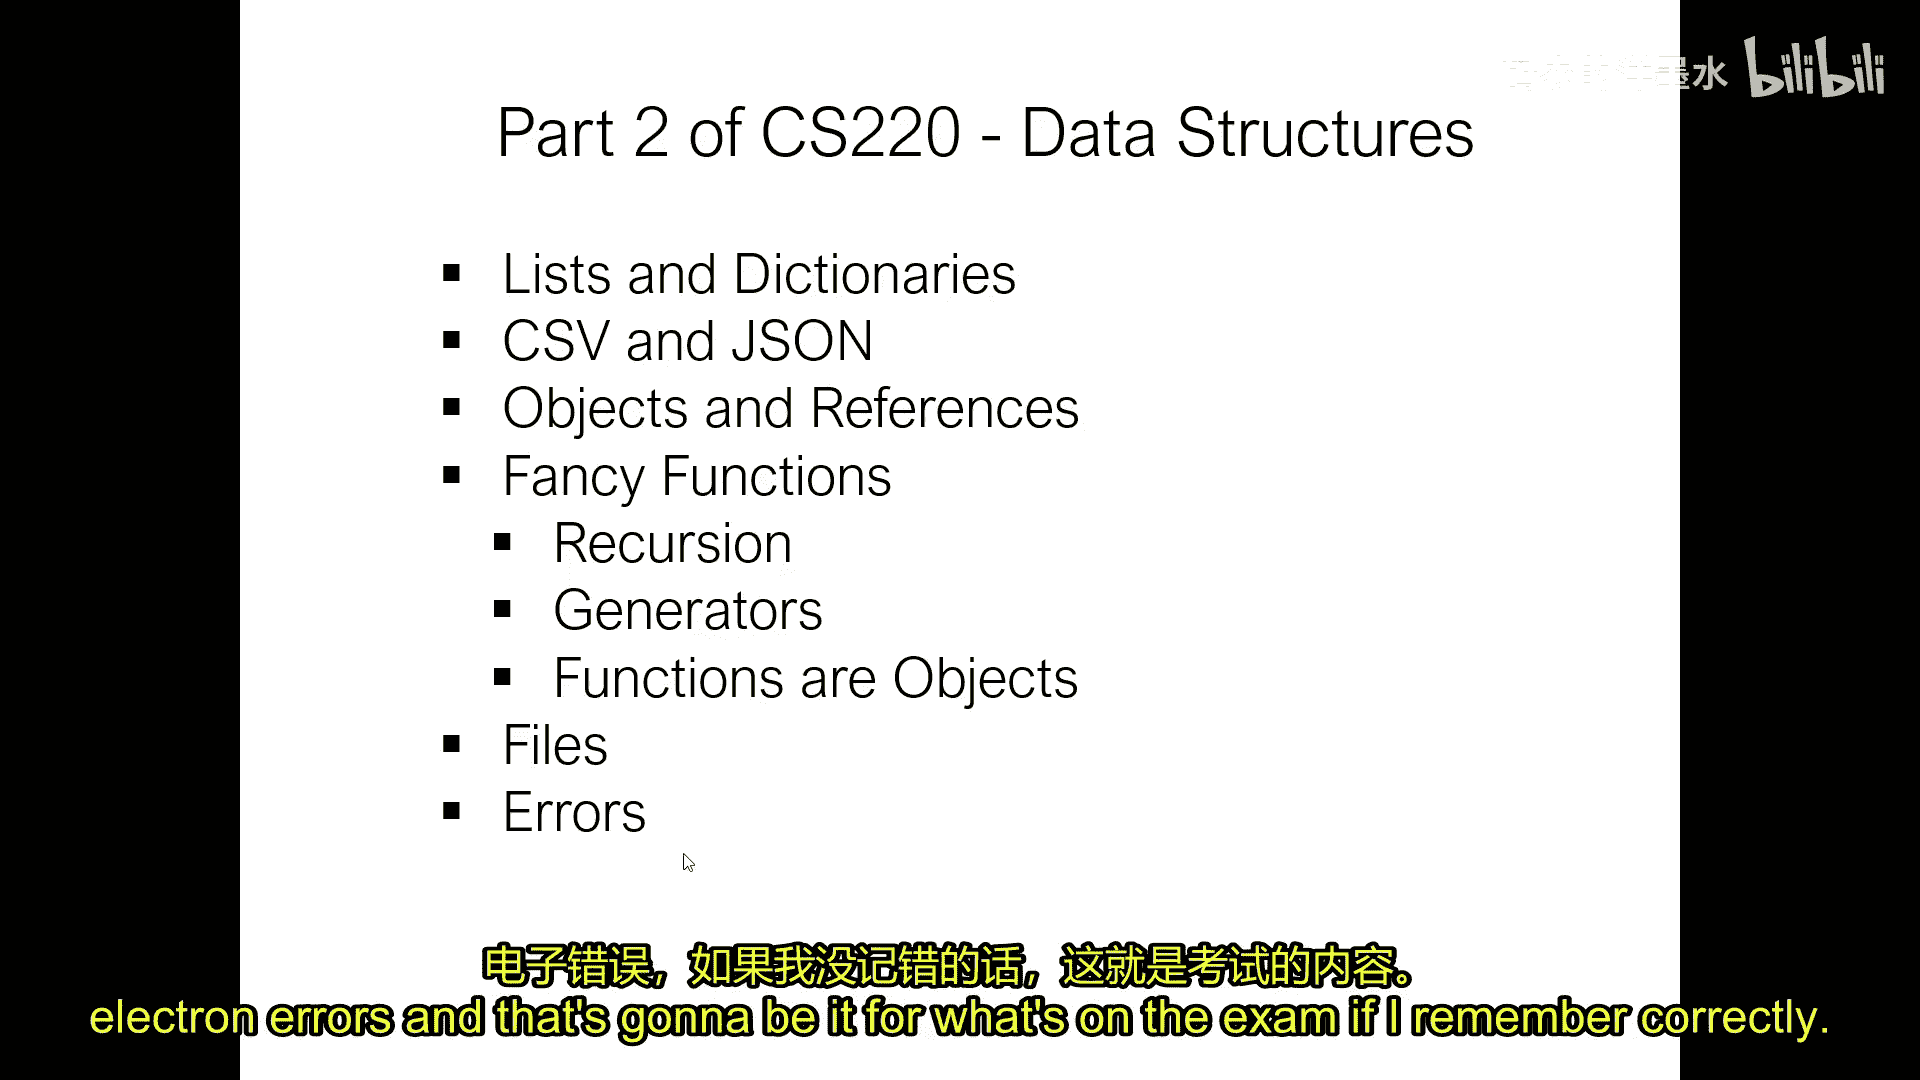 水 bilibili
Part 2 of CS220 - Data Structures
Lists and Dictionaries
CSV and JSON
Objects and References
Fancy Functions
Recursion
Generators
Functions are Objects
Files
Errors
电子错误，如果我没记错的话，这就是考试的内容。
electron errors and that's gonna be it for what's on the exam if I remember correctly.